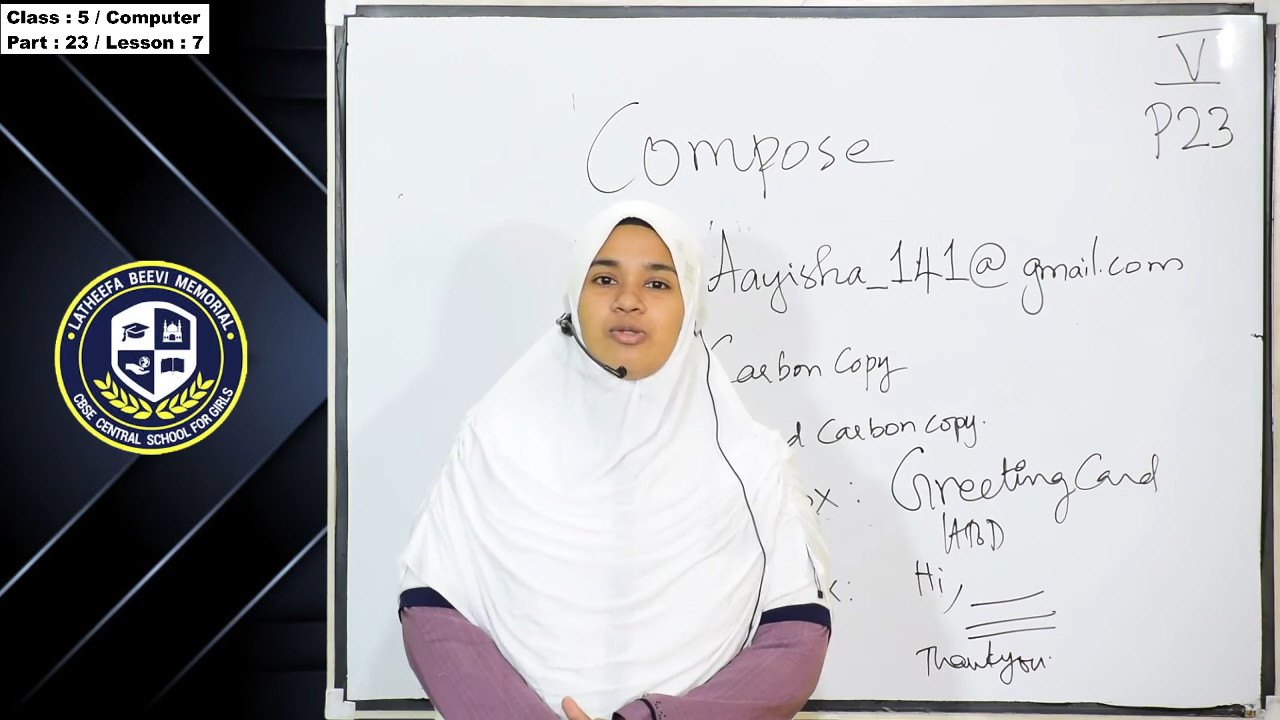 Class : 5 / Computer
Part : 23 / Lesson : 7
V
P23
Compose
Aayisha_141@gmail.com
Carbon Copy
Carbon copy.
Greeting Card
Hi,
Thankyou.
LATHEEFA BEEVI MEMORIAL
CBSE CENTRAL SCHOOL FOR GIRLS